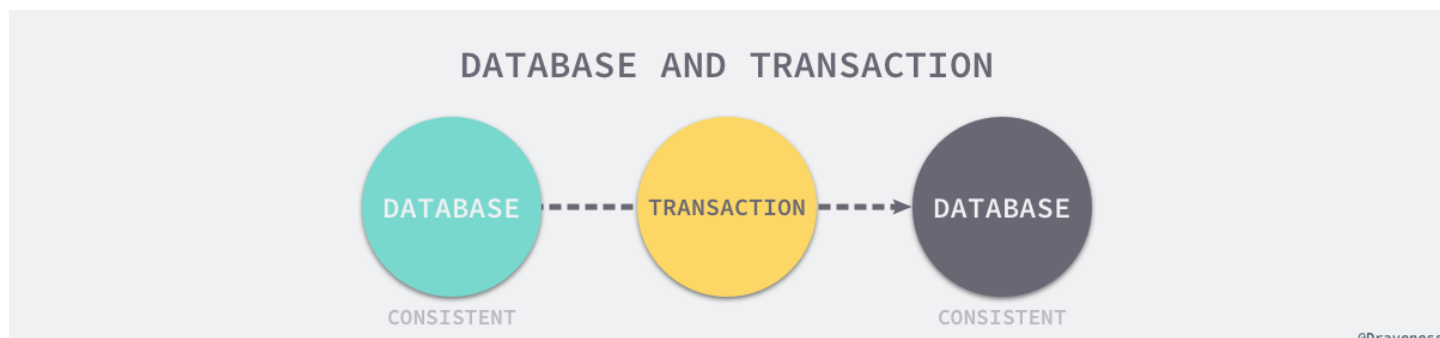 DATABASE AND TRANSACTION
DATABASE
TRANSACTION
DATABASE
CONSISTENT
CONSISTENT